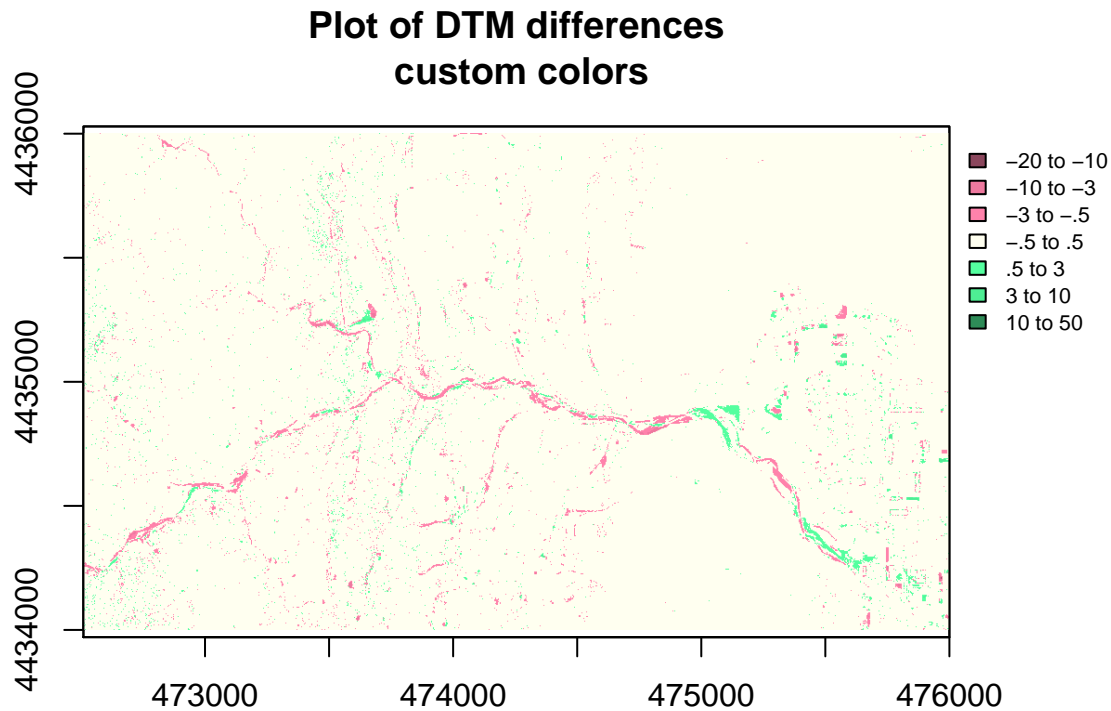 Plot of DTM differences
custom colors
4436000
4435000
4434000
473000
474000
475000
476000
−20 to −10
−10 to −3
−3 to −.5
−.5 to .5
.5 to 3
3 to 10
10 to 50